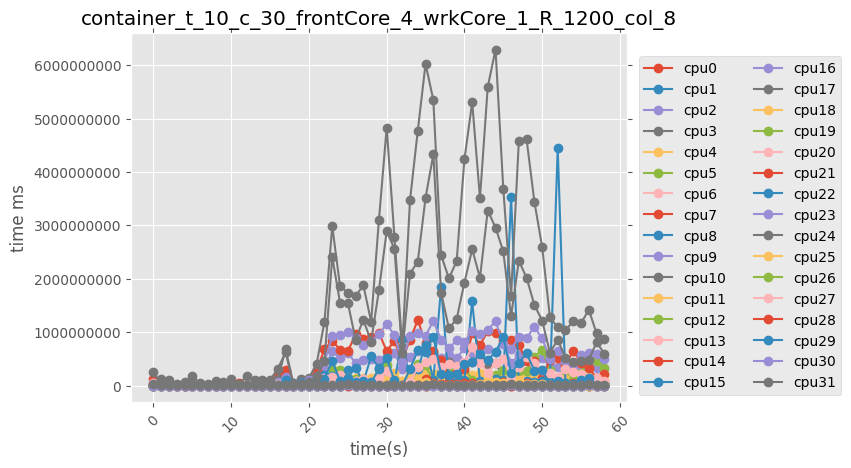 container_t_10_c_30_frontCore_4_wrkCore_1_R_1200_col_8
time ms
6000000000
5000000000
4000000000
3000000000
2000000000
1000000000
0
0
10
20
30
40
50
60
time(s)
cpu0
cpu1
cpu2
cpu3
cpu4
cpu5
cpu6
cpu7
cpu8
cpu9
cpu10
cpu11
cpu12
cpu13
cpu14
cpu15
cpu16
cpu17
cpu18
cpu19
cpu20
cpu21
cpu22
cpu23
cpu24
cpu25
cpu26
cpu27
cpu28
cpu29
cpu30
cpu31